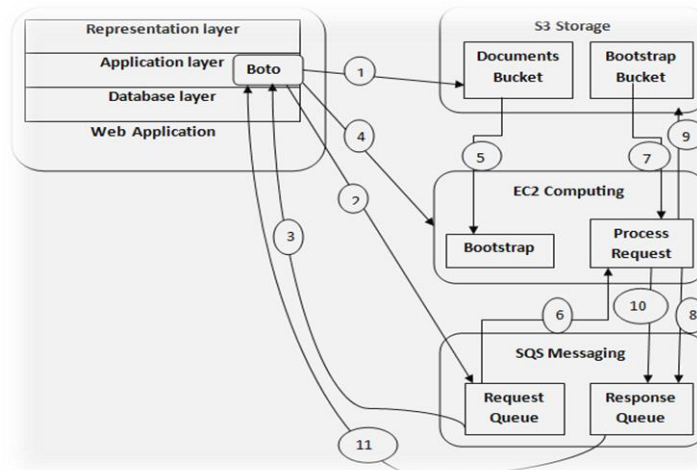 Representation layer
Application layer
Boto
Database layer
Web Application
S3 Storage
Documents
Bucket
Bootstrap
Bucket
1
4
2
3
5
7
9
EC2 Computing
Bootstrap
Process
Request
6
10
8
SQS Messaging
Request
Queue
Response
Queue
11